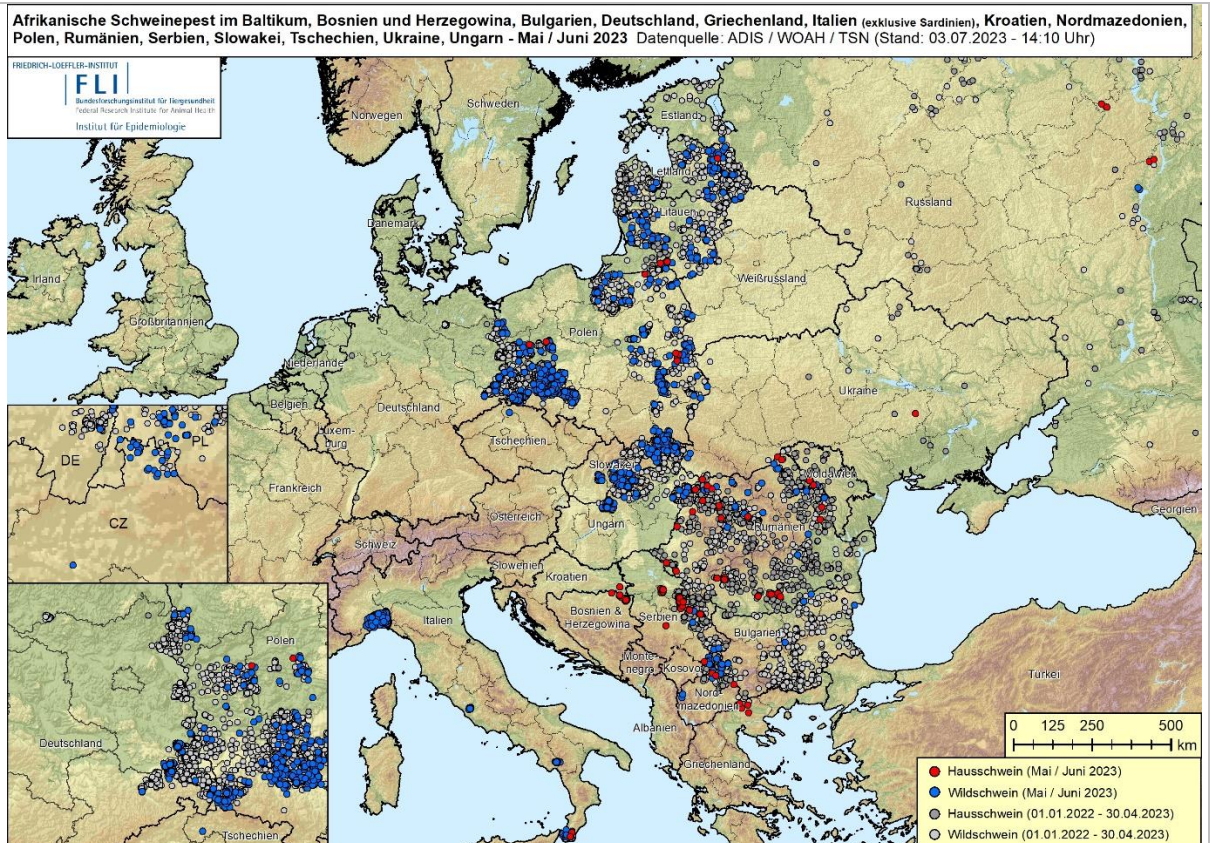 Afrikanische Schweinepest im Baltikum, Bosnien und Herzegowina, Bulgarien, Deutschland, Griechenland, Italien (exklusive Sardinien), Kroatien, Nordmazedonien,
Polen, Rumänien, Serbien, Slowakei, Tschechien, Ukraine, Ungarn - Mai / Juni 2023 Datenquelle: ADIS / WOAH / TSN (Stand: 03.07.2023 - 14:10 Uhr)
FRIEDRICH-LOEFFLER-INSTITUT
FLI
Bundesforschungsinstitut für Tiergesundheit
Federal Research Institute for Animal Health
Institut für Epidemiologie
Norwegen
Schweden
Estland
Lettland
Russland
Dänemark
Litauen
Irland
Weißrussland
Großbritannien
Polen
Niederlande
Ukraine
Belgien
Deutschland
Luxem-
burg
Tschechien
PL
DE
Slowakei
Moldawien
Frankreich
CZ
Österreich
Ungarn
Rumänien
Georgien
Schweiz
Slowenien
Kroatien
Bosnien &
Herzegowina
Serbien
Italien
Bulgarien
Monte-
negro
Kosovo
Türkei
Nord-
mazedonien
Albanien
Griechenland
Polen
Deutschland
Tschechien
0 125 250 500
km
Hausschwein (Mai / Juni 2023)
Wildschwein (Mai / Juni 2023)
Hausschwein (01.01.2022 - 30.04.2023)
Wildschwein (01.01.2022 - 30.04.2023)